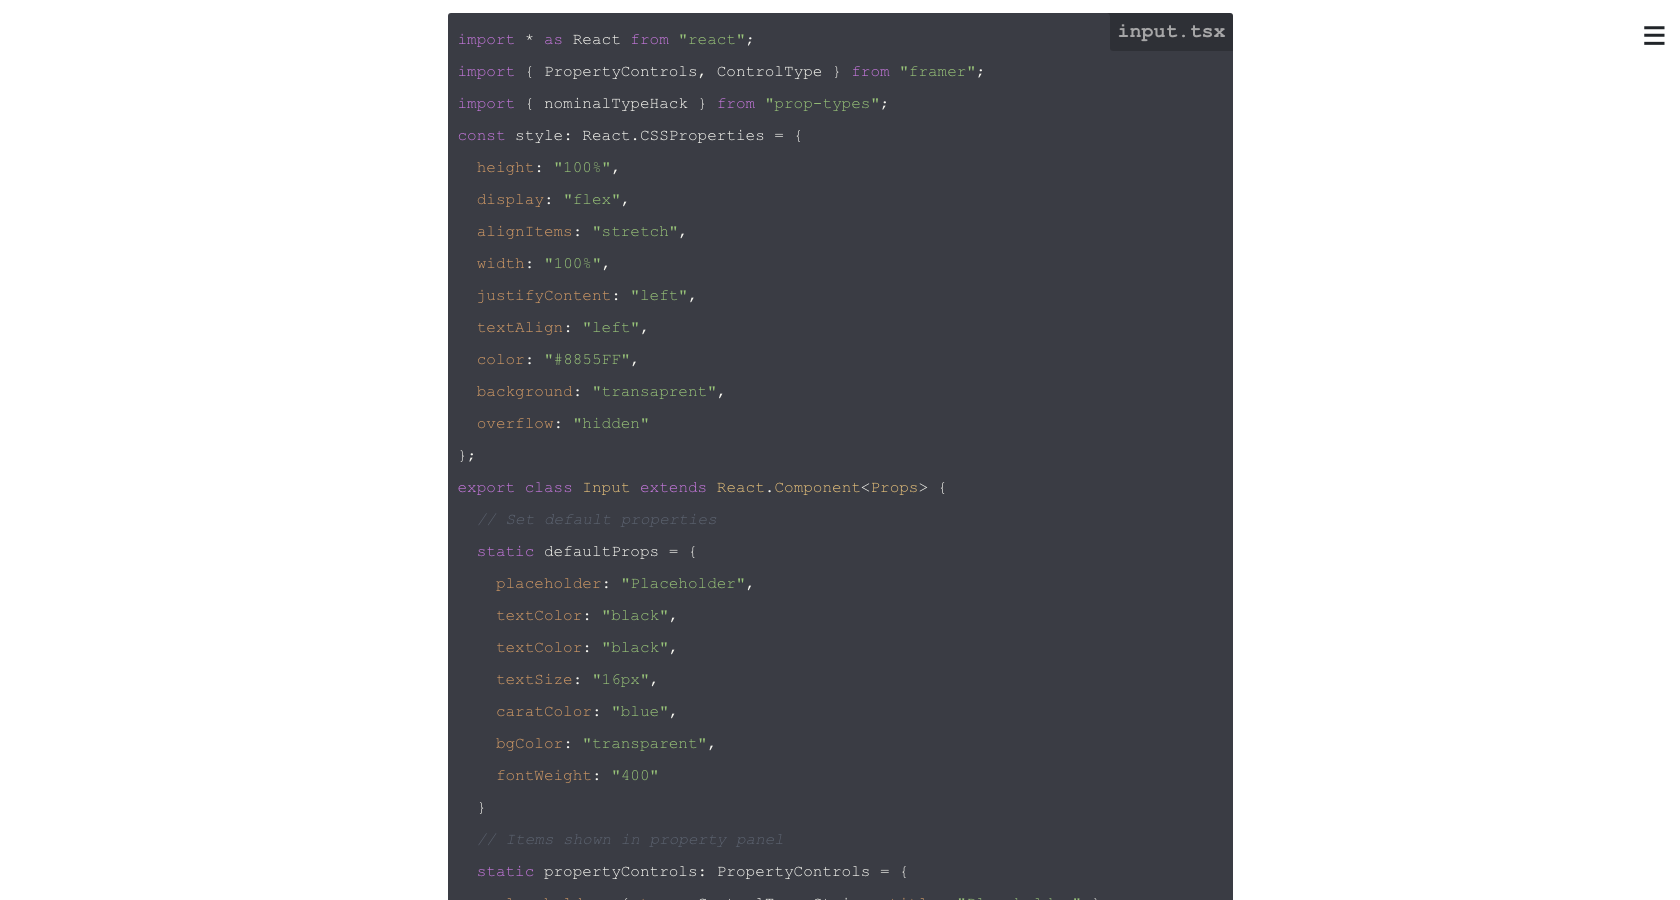 input.tsx
import * as React from "react";
import { PropertyControls, ControlType } from "framer";
import { nominalTypeHack } from "prop-types";
const style: React.CSSProperties = {
  height: "100%",
  display: "flex",
  alignItems: "stretch",
  width: "100%",
  justifyContent: "left",
  textAlign: "left",
  color: "#8855FF",
  background: "transaprent",
  overflow: "hidden"
};
export class Input extends React.Component<Props> {
  // Set default properties
  static defaultProps = {
    placeholder: "Placeholder",
    textColor: "black",
    textColor: "black",
    textSize: "16px",
    caratColor: "blue",
    bgColor: "transparent",
    fontWeight: "400"
  }
  // Items shown in property panel
  static propertyControls: PropertyControls = {